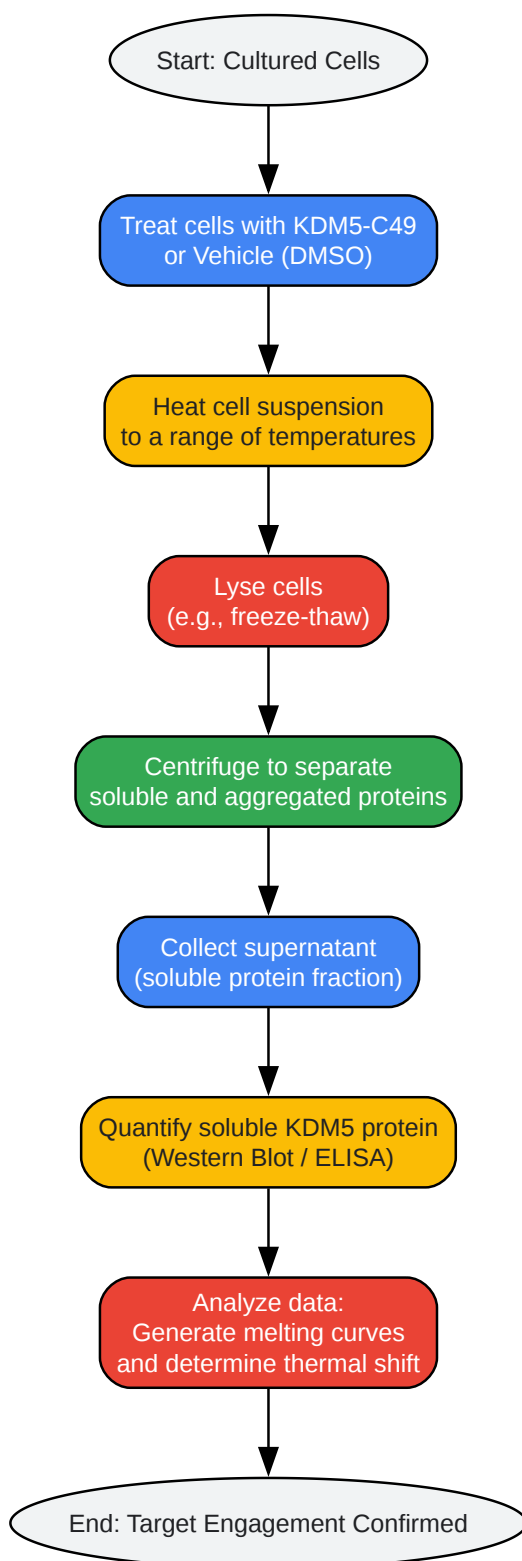 Start: Cultured Cells
Treat cells with KDM5-C49
or Vehicle (DMSO)
Heat cell suspension
to a range of temperatures
Lyse cells
(e.g., freeze-thaw)
Centrifuge to separate
soluble and aggregated proteins
Collect supernatant
(soluble protein fraction)
Quantify soluble KDM5 protein
(Western Blot / ELISA)
Analyze data:
Generate melting curves
and determine thermal shift
End: Target Engagement Confirmed